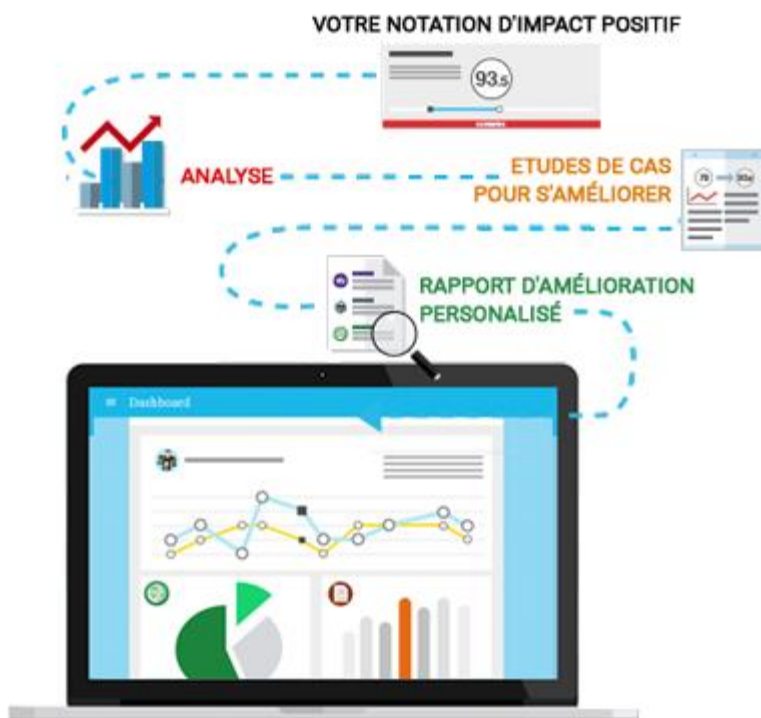 VOTRE NOTATION D'IMPACT POSITIF
93.5
ANALYSE
ETUDES DE CAS
POUR S'AMÉLIORER
RAPPORT D'AMÉLIORATION
PERSONALISÉ
Dashboard